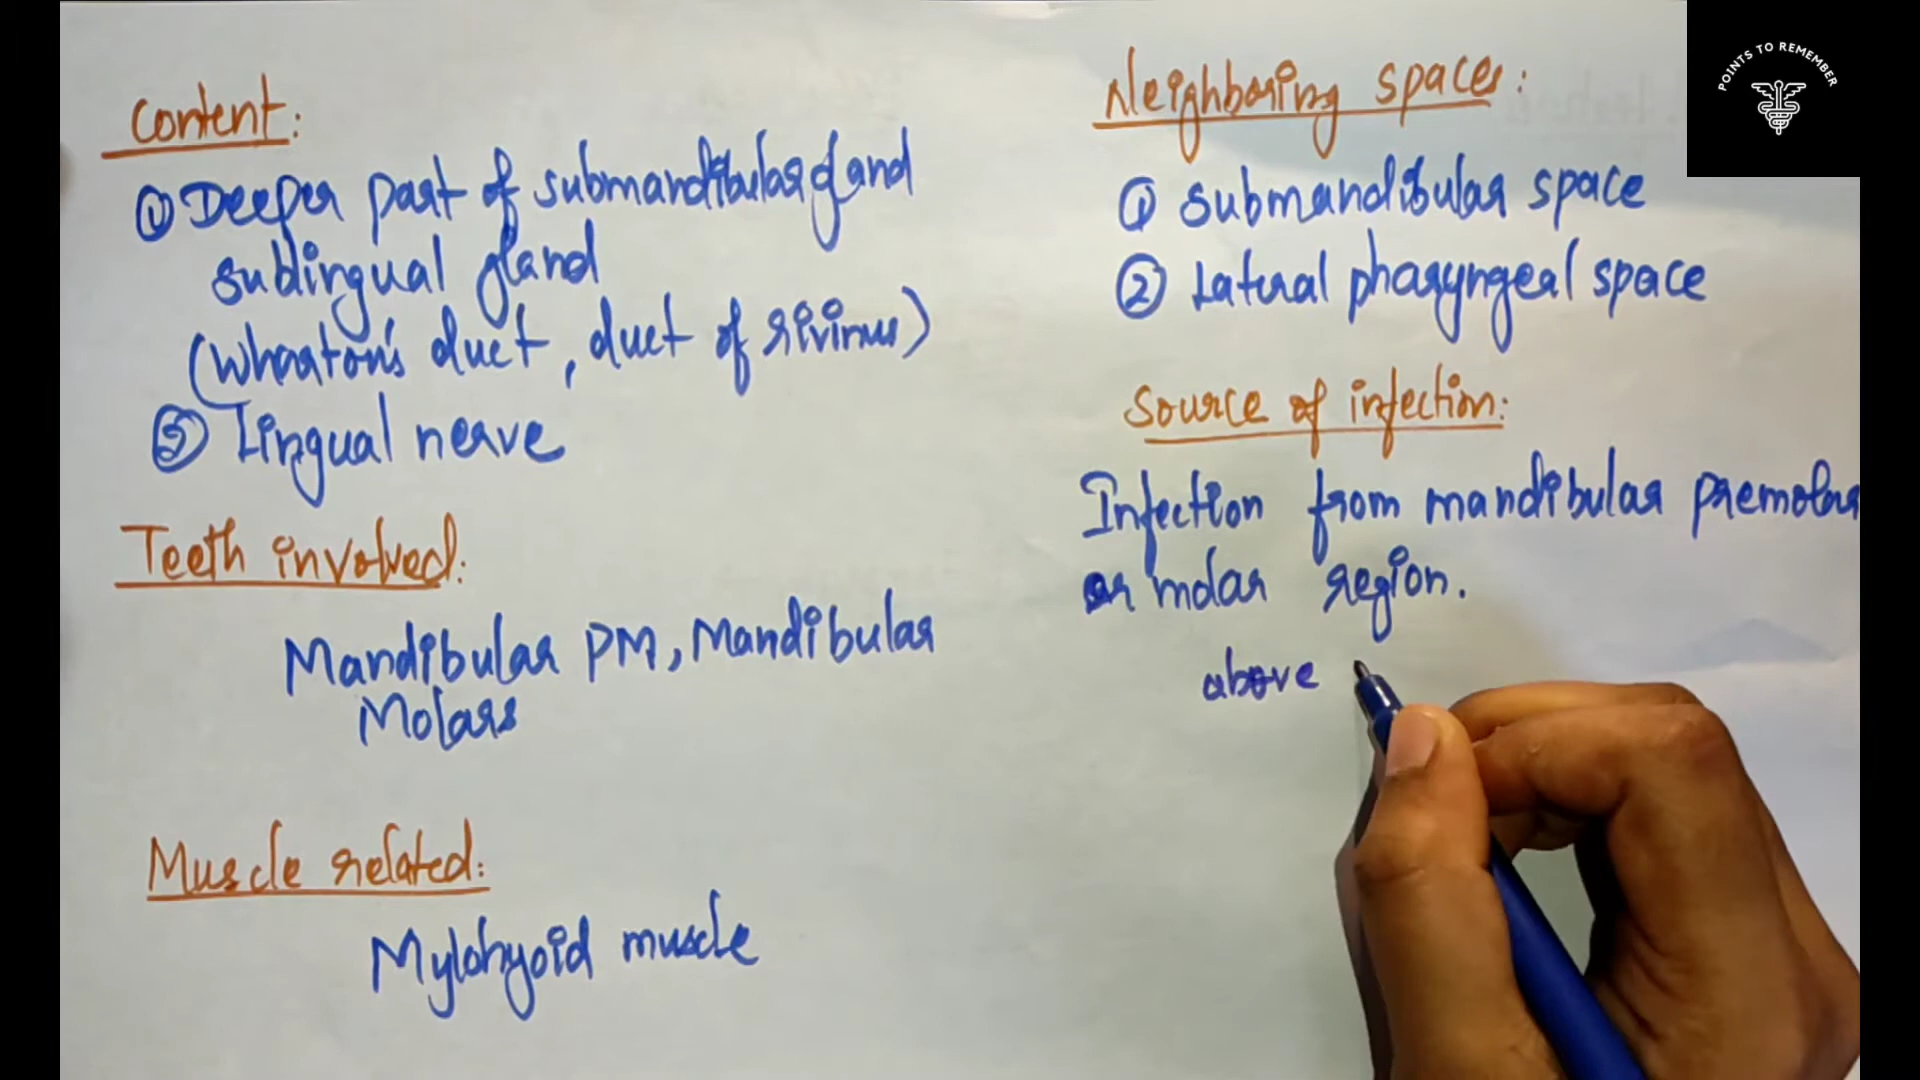 Content:
① Deeper part of submandibular gland
sublingual gland
(Wharton's duct, duct of rivinus)
③ Lingual nerve
Teeth involved:
Mandibular PM, Mandibular
Molars
Muscle related:
Mylohyoid muscle
Neighboring spaces:
① submandibular space
② Lateral pharyngeal space
Source of infection:
Infection from mandibular premolar
or molar region.
above
POINTS TO REMEMBER